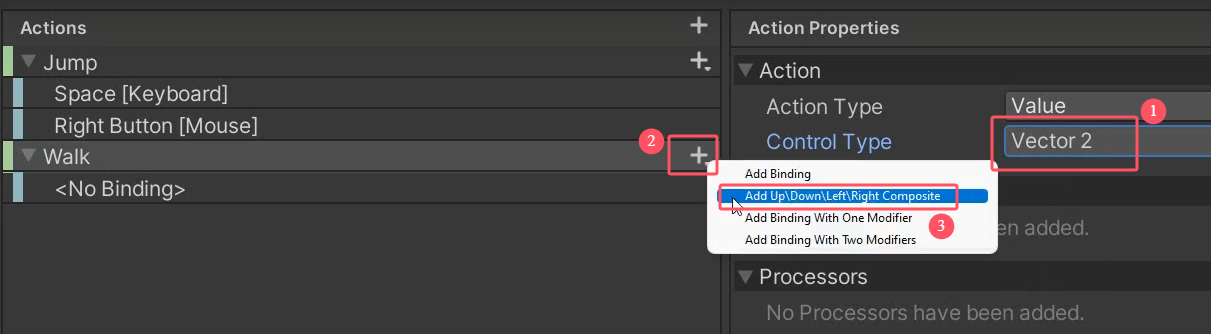 Actions
Jump
Space [Keyboard]
Right Button [Mouse]
Walk
<No Binding>
2
Add Binding
Add Up\Down\Left\Right Composite
Add Binding With One Modifier
Add Binding With Two Modifiers
3
Action Properties
Action
Action Type
Value
1
Control Type
Vector 2
en added.
Processors
No Processors have been added.